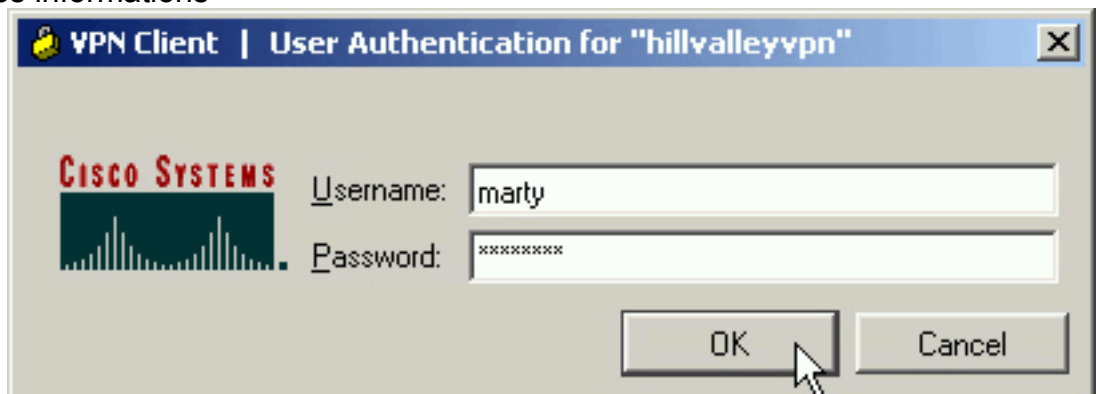 VPN Client | User Authentication for "hillvalleyvpn"
CISCO SYSTEMS
Username: marty
Password: ********
OK Cancel